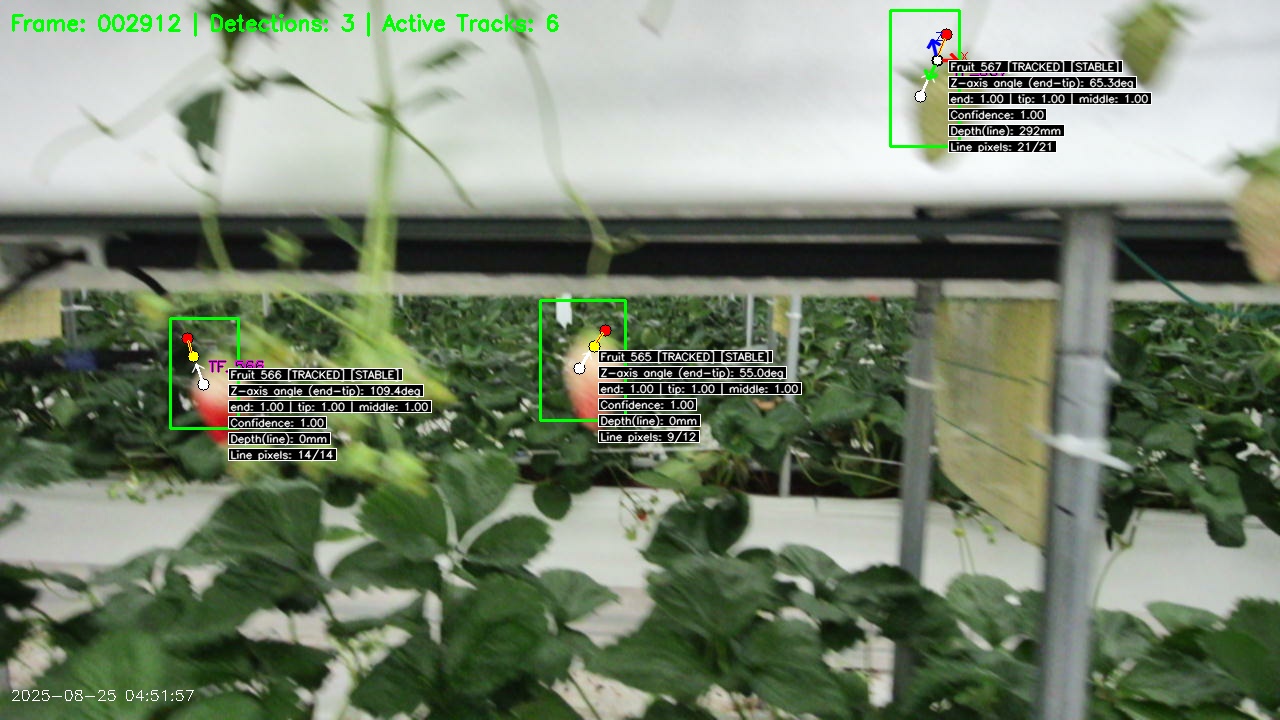 Frame: 002912 | Detections: 3 | Active Tracks: 6
Fruit 567 [TRACKED] [STABLE]
Z-axis angle (end-tip): 65.3deg
end: 1.00 | tip: 1.00 | middle: 1.00
Confidence: 1.00
Depth(line): 292mm
Line pixels: 21/21
Fruit 565 [TRACKED] [STABLE]
Z-axis angle (end-tip): 55.0deg
end: 1.00 | tip: 1.00 | middle: 1.00
Confidence: 1.00
Depth(line): 0mm
Line pixels: 9/12
TF_566
Fruit 566 [TRACKED] [STABLE]
Z-axis angle (end-tip): 109.4deg
end: 1.00 | tip: 1.00 | middle: 1.00
Confidence: 1.00
Depth(line): 0mm
Line pixels: 14/14
2025-08-25 04:51:57